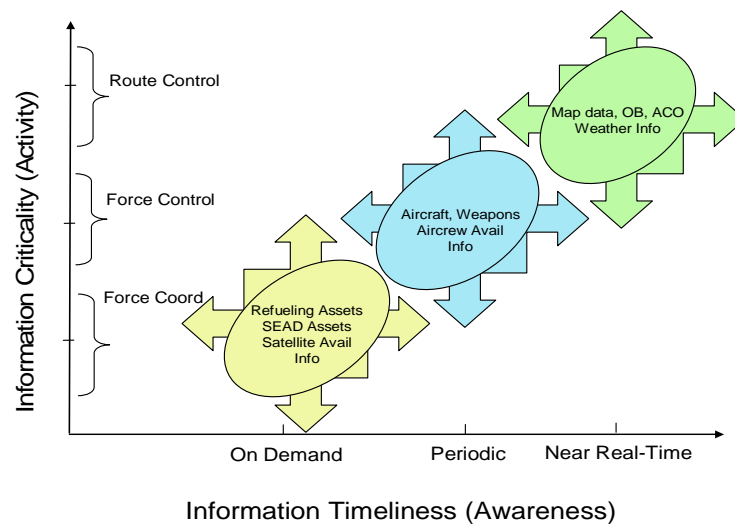 Information Criticality (Activity)
Route Control
Force Control
Force Coord
Map data, OB, ACO
Weather Info
Aircraft, Weapons
Aircrew Avail
Info
Refueling Assets
SEAD Assets
Satellite Avail
Info
On Demand
Periodic
Near Real-Time
Information Timeliness (Awareness)